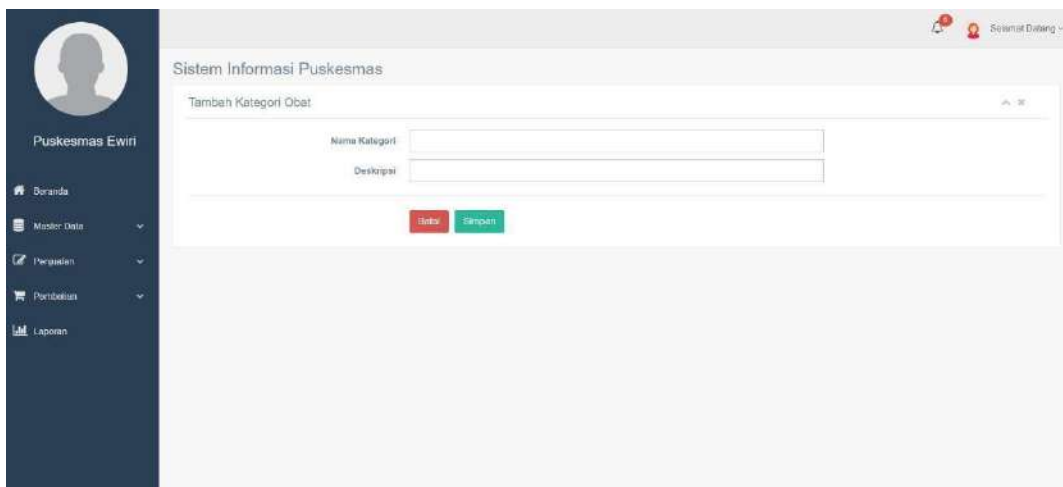 Selamat Datang
Sistem Informasi Puskesmas
Tambah Kategori Obat
Puskesmas Ewiri
Nama Kategori
Deskripsi
Beranda
Master Data
Batal
Simpan
Penjualan
Pembelian
Laporan